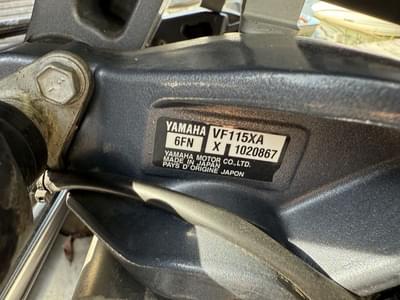 YAMAHA VF115XA
6FN X 1020867
YAMAHA MOTOR CO.,LTD.
MADE IN JAPAN
PAYS D'ORIGINE JAPON